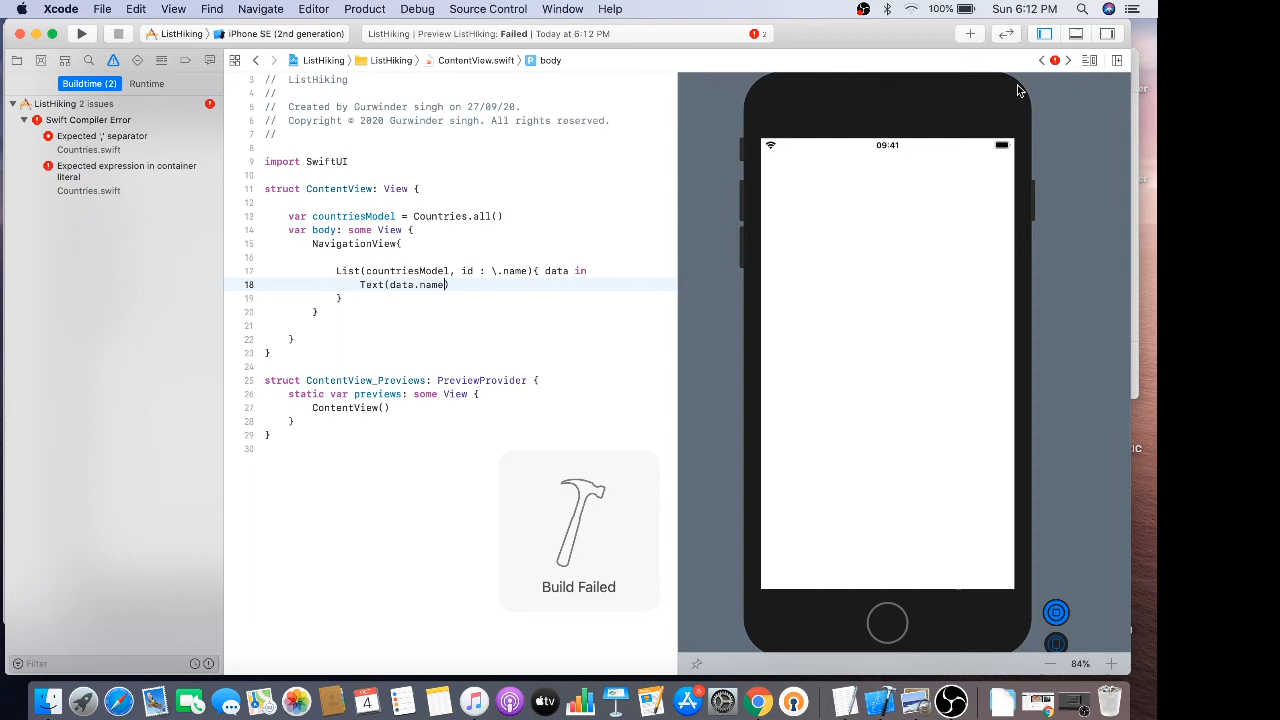 Xcode File Edit View Find Navigate Editor Product Debug Source Control Window Help 100% Sun 6:12 PM
ListHiking iPhone SE (2nd generation) ListHiking | Preview ListHiking: Failed | Today at 6:12 PM 2
ListHiking ListHiking ContentView.swift P body
Buildtime (2) Runtime
ListHiking 2 issues
Swift Compiler Error
Expected ',' separator
Countries.swift
Expected expression in container
literal
Countries.swift
3 // ListHiking
4 //
5 // Created by Gurwinder singh on 27/09/20.
6 // Copyright © 2020 Gurwinder singh. All rights reserved.
7 //
8
9 import SwiftUI
10
11 struct ContentView: View {
12
13 var countriesModel = Countries.all()
14 var body: some View {
15 NavigationView{
16
17 List(countriesModel, id : \.name){ data in
18 Text(data.name)
19 }
20 }
21
22 }
23 }
24
25 struct ContentView_Previews: PreviewProvider {
26 static var previews: some View {
27 ContentView()
28 }
29 }
30
Build Failed
09:41
Filter
84%
4
5